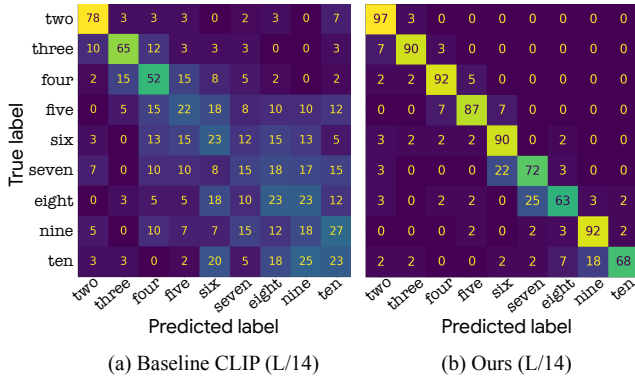 two 78 3 3 3 0 2 3 0 7
three 10 65 12 3 3 3 0 0 3
four 2 15 52 15 8 5 2 0 2
five 0 5 15 22 18 8 10 10 12
six 3 0 13 15 23 12 15 13 5
seven 7 0 10 10 8 15 18 17 15
eight 0 3 5 5 18 10 23 23 12
nine 5 0 10 7 7 15 12 18 27
ten 3 3 0 2 20 5 18 25 23
True label
two three four five six seven eight nine ten
Predicted label
(a) Baseline CLIP (L/14)
97 3 0 0 0 0 0 0 0
7 90 3 0 0 0 0 0 0
2 2 92 5 0 0 0 0 0
0 0 7 87 7 0 0 0 0
3 2 2 2 90 0 2 0 0
3 0 0 0 22 72 3 0 0
3 0 2 2 0 25 63 3 2
0 0 0 2 0 2 3 92 2
2 2 0 0 2 2 7 18 68
two three four five six seven eight nine ten
Predicted label
(b) Ours (L/14)